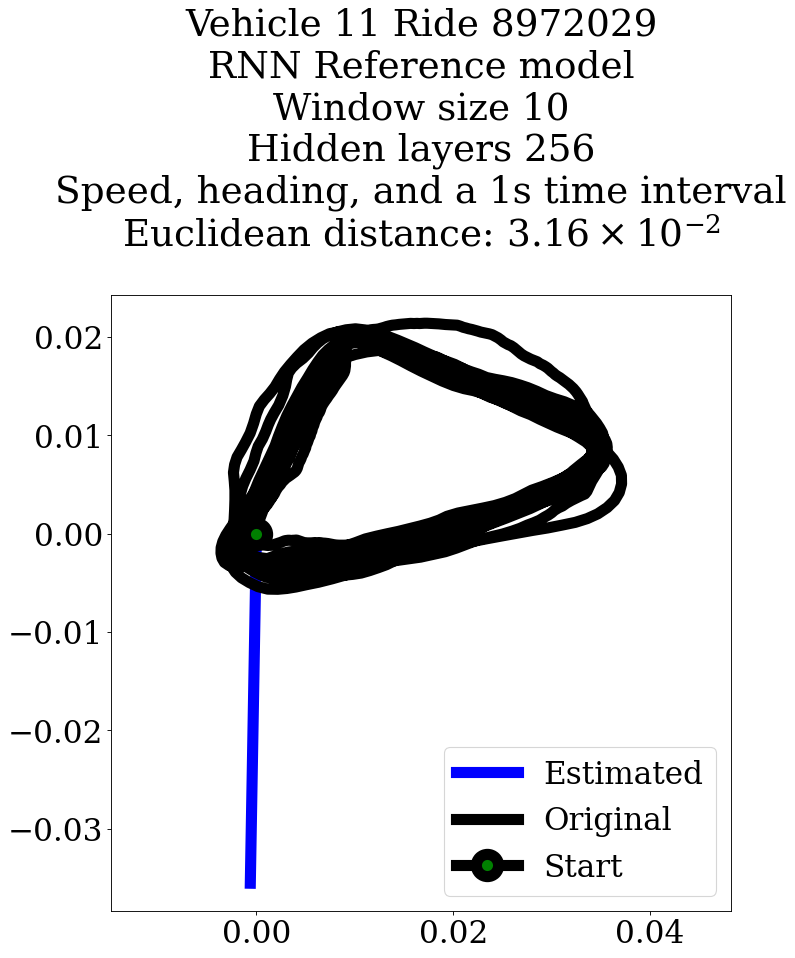 Vehicle 11 Ride 8972029
RNN Reference model
Window size 10
Hidden layers 256
Speed, heading, and a 1s time interval
Euclidean distance: 3.16 × 10⁻²
0.02
0.01
0.00
−0.01
−0.02
−0.03
Estimated
Original
Start
0.00 0.02 0.04